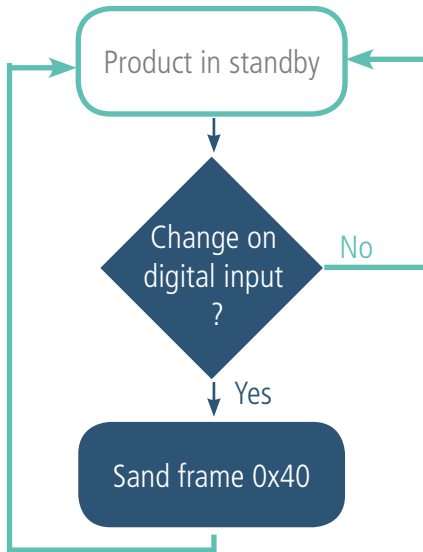 Product in standby
Change on
digital input
?
No
Yes
Sand frame 0x40